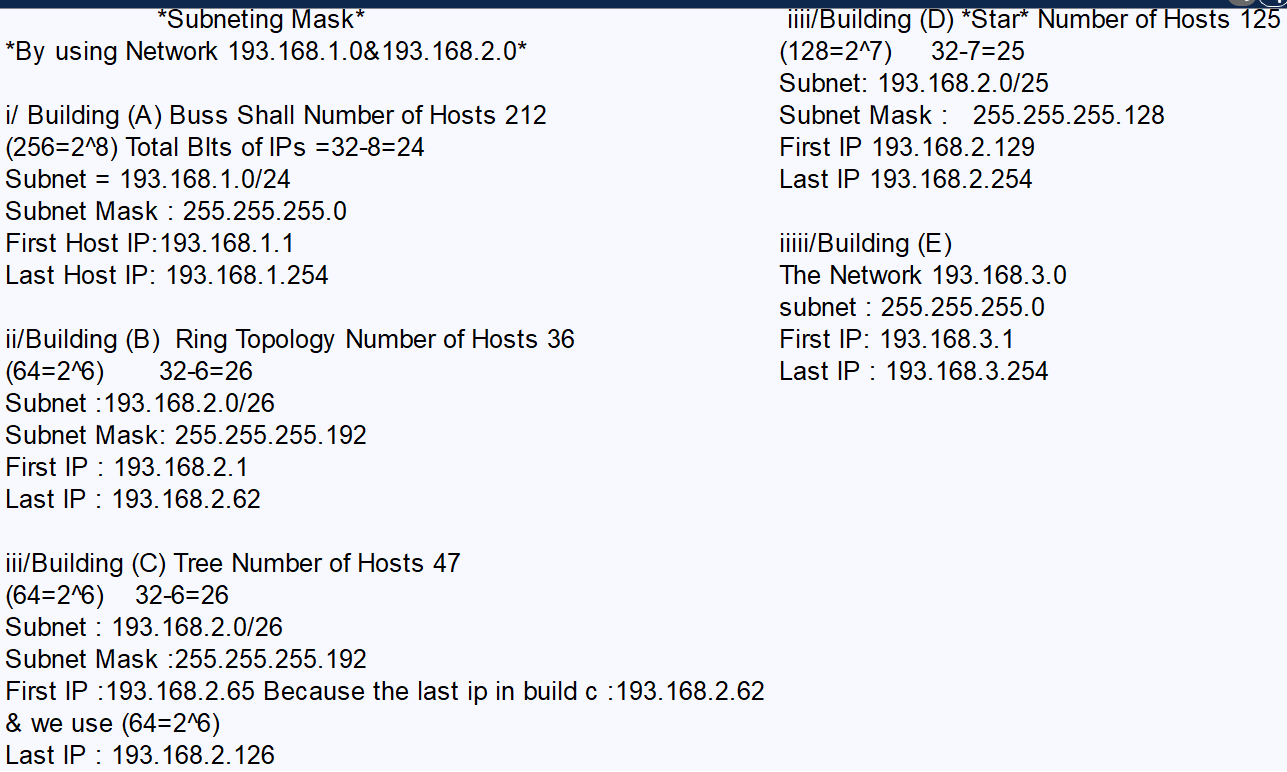 *Subneting Mask*
*By using Network 193.168.1.0&193.168.2.0*
i/ Building (A) Buss Shall Number of Hosts 212
(256=2^8) Total BIts of IPs =32-8=24
Subnet = 193.168.1.0/24
Subnet Mask : 255.255.255.0
First Host IP:193.168.1.1
Last Host IP: 193.168.1.254
ii/Building (B) Ring Topology Number of Hosts 36
(64=2^6) 32-6=26
Subnet :193.168.2.0/26
Subnet Mask: 255.255.255.192
First IP : 193.168.2.1
Last IP : 193.168.2.62
iii/Building (C) Tree Number of Hosts 47
(64=2^6) 32-6=26
Subnet : 193.168.2.0/26
Subnet Mask :255.255.255.192
First IP :193.168.2.65 Because the last ip in build c :193.168.2.62
& we use (64=2^6)
Last IP : 193.168.2.126
iiii/Building (D) *Star* Number of Hosts 125
(128=2^7) 32-7=25
Subnet: 193.168.2.0/25
Subnet Mask : 255.255.255.128
First IP 193.168.2.129
Last IP 193.168.2.254
iiiii/Building (E)
The Network 193.168.3.0
subnet : 255.255.255.0
First IP: 193.168.3.1
Last IP : 193.168.3.254